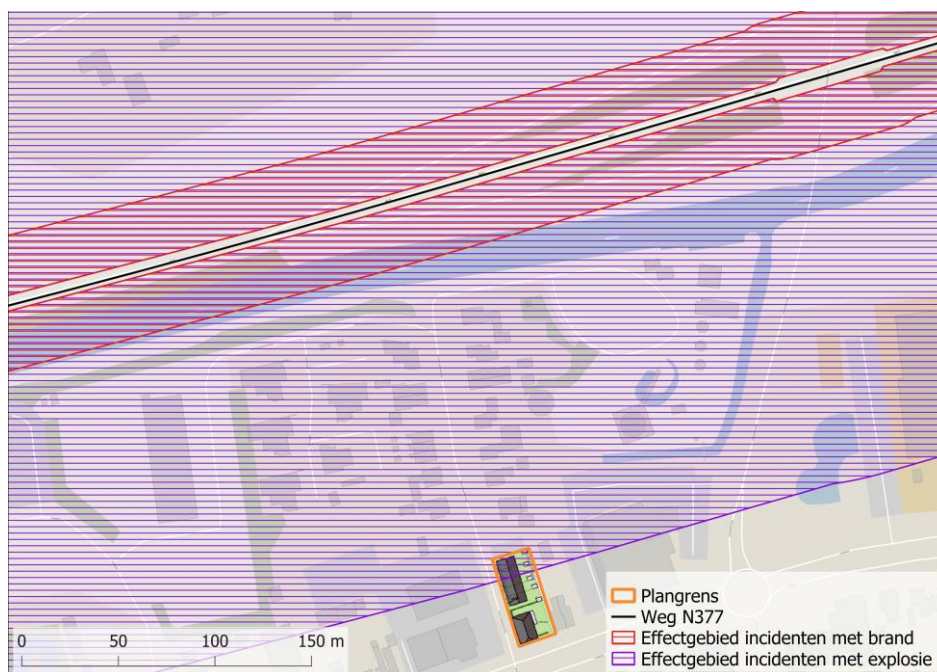 Plangrens
Weg N377
Effectgebied incidenten met brand
Effectgebied incidenten met explosie
0 50 100 150 m